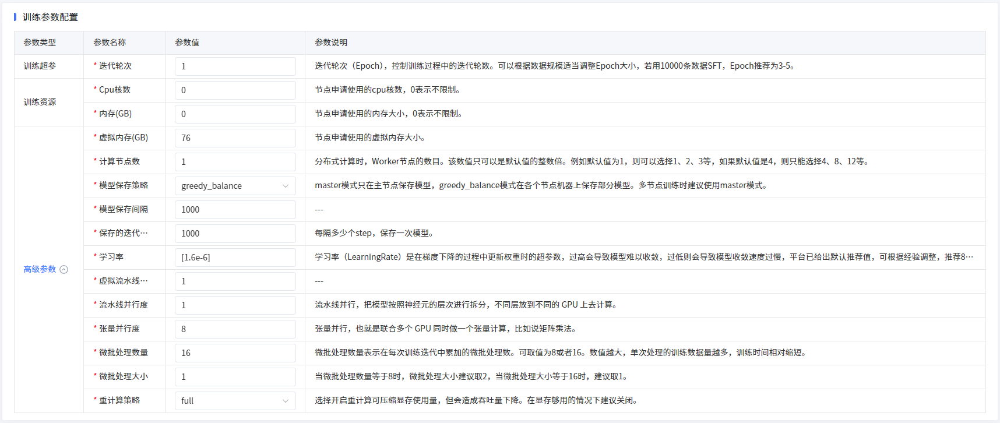 训练参数配置
参数类型 参数名称 参数值 参数说明
训练超参 * 迭代轮次 1 迭代轮次（Epoch），控制训练过程中的迭代轮数。可以根据数据规模适当调整Epoch大小，若用10000条数据SFT，Epoch推荐为3-5。
训练资源 * Cpu核数 0 节点申请使用的cpu核数，0表示不限制。
* 内存(GB) 0 节点申请使用的内存大小，0表示不限制。
高级参数 * 虚拟内存(GB) 76 节点申请使用的虚拟内存大小。
* 计算节点数 1 分布式计算时，Worker节点的数目。该数值只可以是默认值的整数倍。例如默认值为1，则可以选择1、2、3等，如果默认值是4，则只能选择4、8、12等。
* 模型保存策略 greedy_balance master模式只在主节点保存模型，greedy_balance模式在各个节点机器上保存部分模型。多节点训练时建议使用master模式。
* 模型保存间隔 1000 ---
* 保存的迭代… 1000 每隔多少个step，保存一次模型。
* 学习率 [1.6e-6] 学习率（LearningRate）是在梯度下降的过程中更新权重时的超参数，过高会导致模型难以收敛，过低则会导致模型收敛速度过慢，平台已给出默认推荐值，可根据经验调整，推荐8…
* 虚拟流水线… 1 ---
* 流水线并行度 1 流水线并行，把模型按照神经元的层次进行拆分，不同层放到不同的 GPU 上去计算。
* 张量并行度 8 张量并行，也就是联合多个 GPU 同时做一个张量计算，比如说矩阵乘法。
* 微批处理数量 16 微批处理数量表示在每次训练迭代中累加的微批处理数。可取值为8或者16。数值越大，单次处理的训练数据量越多，训练时间相对缩短。
* 微批处理大小 1 当微批处理数量等于8时，微批处理大小建议取2，当微批处理大小等于16时，建议取1。
* 重计算策略 full 选择开启重计算可压缩显存使用量，但会造成吞吐量下降。在显存够用的情况下建议关闭。